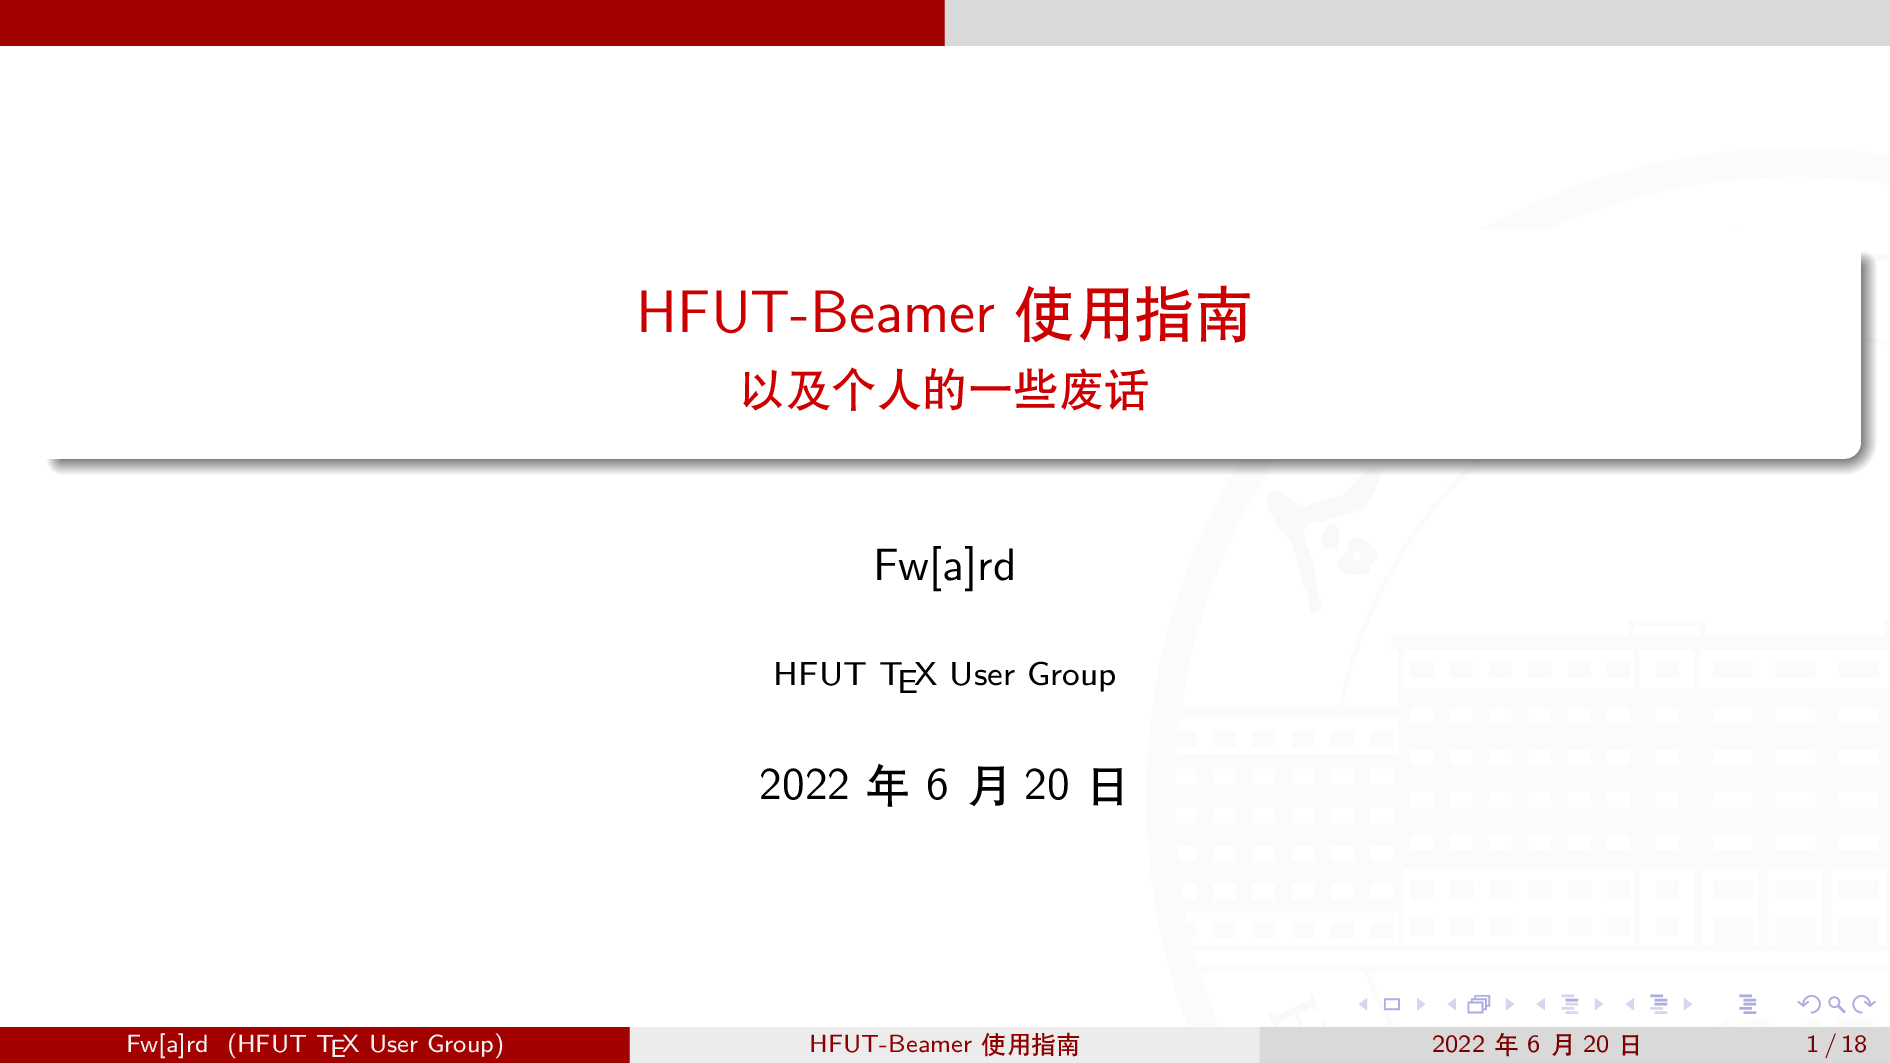 HFUT-Beamer 使用指南
以及个人的一些废话
Fw[a]rd
HFUT TEX User Group
2022 年 6 月 20 日
Fw[a]rd (HFUT TEX User Group) HFUT-Beamer 使用指南 2022 年 6 月 20 日 1 / 18